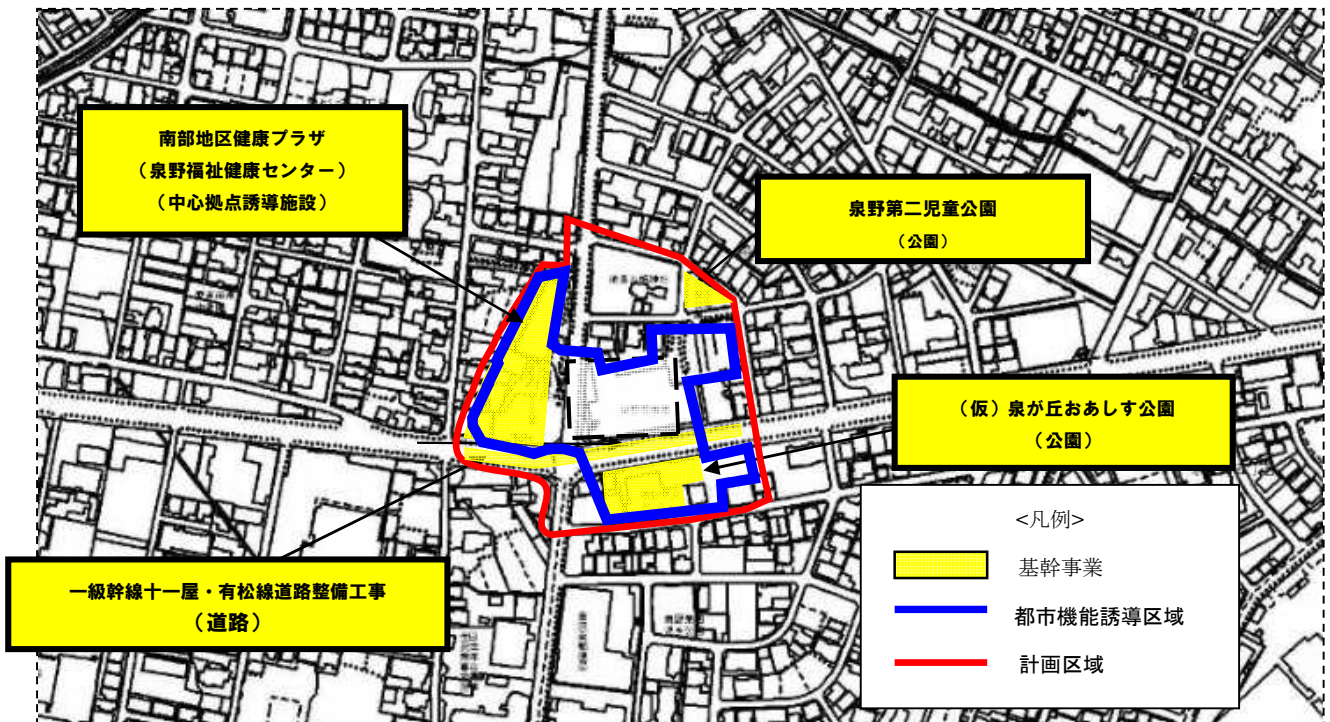 南部地区健康プラザ
（泉野福祉健康センター）
（中心拠点誘導施設）
泉野第二児童公園
（公園）
（仮）泉が丘おあしす公園
（公園）
一級幹線十一屋・有松線道路整備工事
（道路）
<凡例>
基幹事業
都市機能誘導区域
計画区域